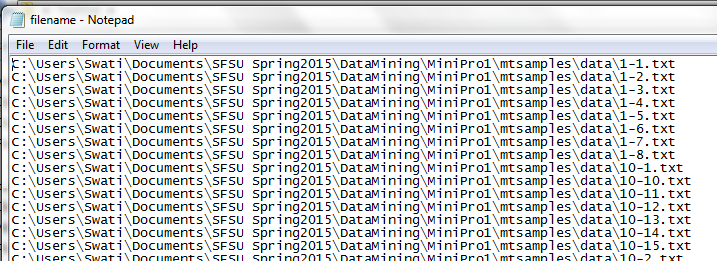 filename - Notepad
File Edit Format View Help
C:\Users\Swati\Documents\SFSU Spring2015\DataMining\MiniPro1\mtsamples\data\1-1.txt
C:\Users\Swati\Documents\SFSU Spring2015\DataMining\MiniPro1\mtsamples\data\1-2.txt
C:\Users\Swati\Documents\SFSU Spring2015\DataMining\MiniPro1\mtsamples\data\1-3.txt
C:\Users\Swati\Documents\SFSU Spring2015\DataMining\MiniPro1\mtsamples\data\1-4.txt
C:\Users\Swati\Documents\SFSU Spring2015\DataMining\MiniPro1\mtsamples\data\1-5.txt
C:\Users\Swati\Documents\SFSU Spring2015\DataMining\MiniPro1\mtsamples\data\1-6.txt
C:\Users\Swati\Documents\SFSU Spring2015\DataMining\MiniPro1\mtsamples\data\1-7.txt
C:\Users\Swati\Documents\SFSU Spring2015\DataMining\MiniPro1\mtsamples\data\1-8.txt
C:\Users\Swati\Documents\SFSU Spring2015\DataMining\MiniPro1\mtsamples\data\10-1.txt
C:\Users\Swati\Documents\SFSU Spring2015\DataMining\MiniPro1\mtsamples\data\10-10.txt
C:\Users\Swati\Documents\SFSU Spring2015\DataMining\MiniPro1\mtsamples\data\10-11.txt
C:\Users\Swati\Documents\SFSU Spring2015\DataMining\MiniPro1\mtsamples\data\10-12.txt
C:\Users\Swati\Documents\SFSU Spring2015\DataMining\MiniPro1\mtsamples\data\10-13.txt
C:\Users\Swati\Documents\SFSU Spring2015\DataMining\MiniPro1\mtsamples\data\10-14.txt
C:\Users\Swati\Documents\SFSU Spring2015\DataMining\MiniPro1\mtsamples\data\10-15.txt
C:\Users\Swati\Documents\SFSU Spring2015\DataMining\MiniPro1\mtsamples\data\10-2.txt